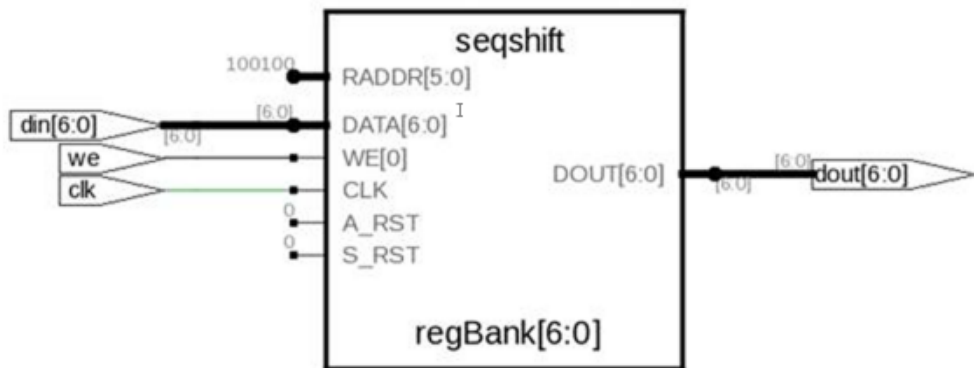 seqshift
100100
RADDR[5:0]
din[6:0]
[6:0]
[6:0]
DATA[6:0]
we
WE[0]
clk
CLK
0
A_RST
0
S_RST
DOUT[6:0]
[6:0]
[6:0]
dout[6:0]
regBank[6:0]